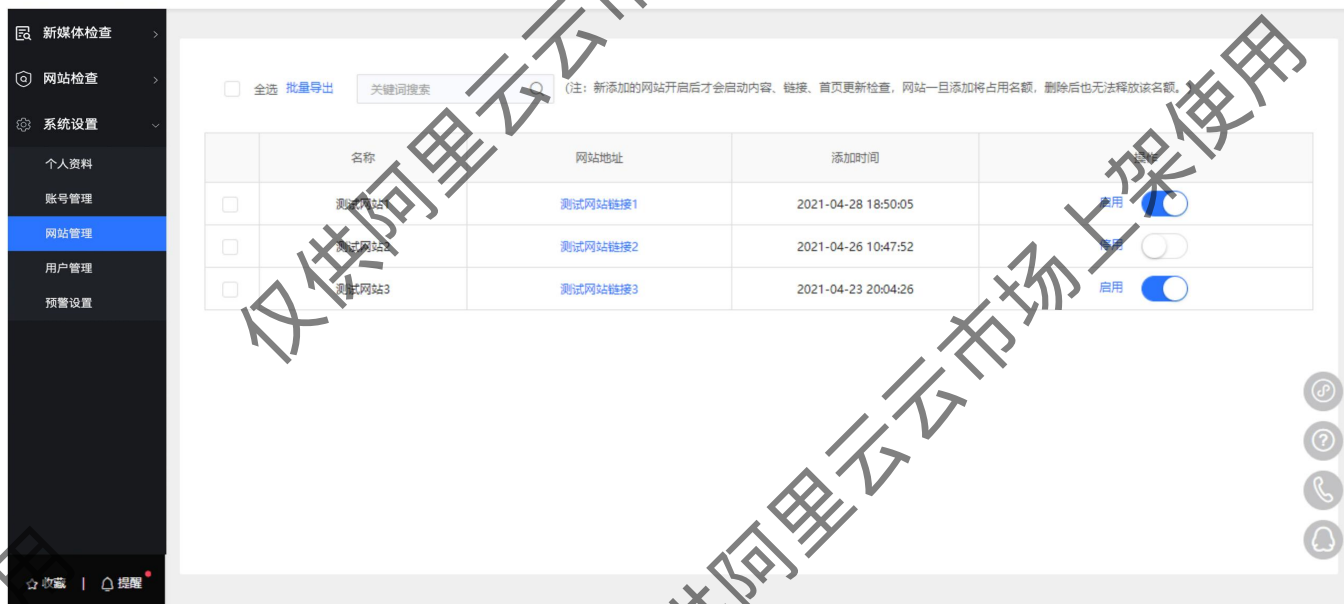 新媒体检查
网站检查
系统设置
个人资料
账号管理
网站管理
用户管理
预警设置
收藏 | 提醒
全选 批量导出 关键词搜索 (注：新添加的网站开启后才会启动内容、链接、首页更新检查，网站一旦添加将占用名额，删除后也无法释放该名额。
名称 网站地址 添加时间 操作
测试网站1 测试网站链接1 2021-04-28 18:50:05 启用
测试网站2 测试网站链接2 2021-04-26 10:47:52 停用
测试网站3 测试网站链接3 2021-04-23 20:04:26 启用
仅供阿里云云市
供阿里云云市场上架使用
用